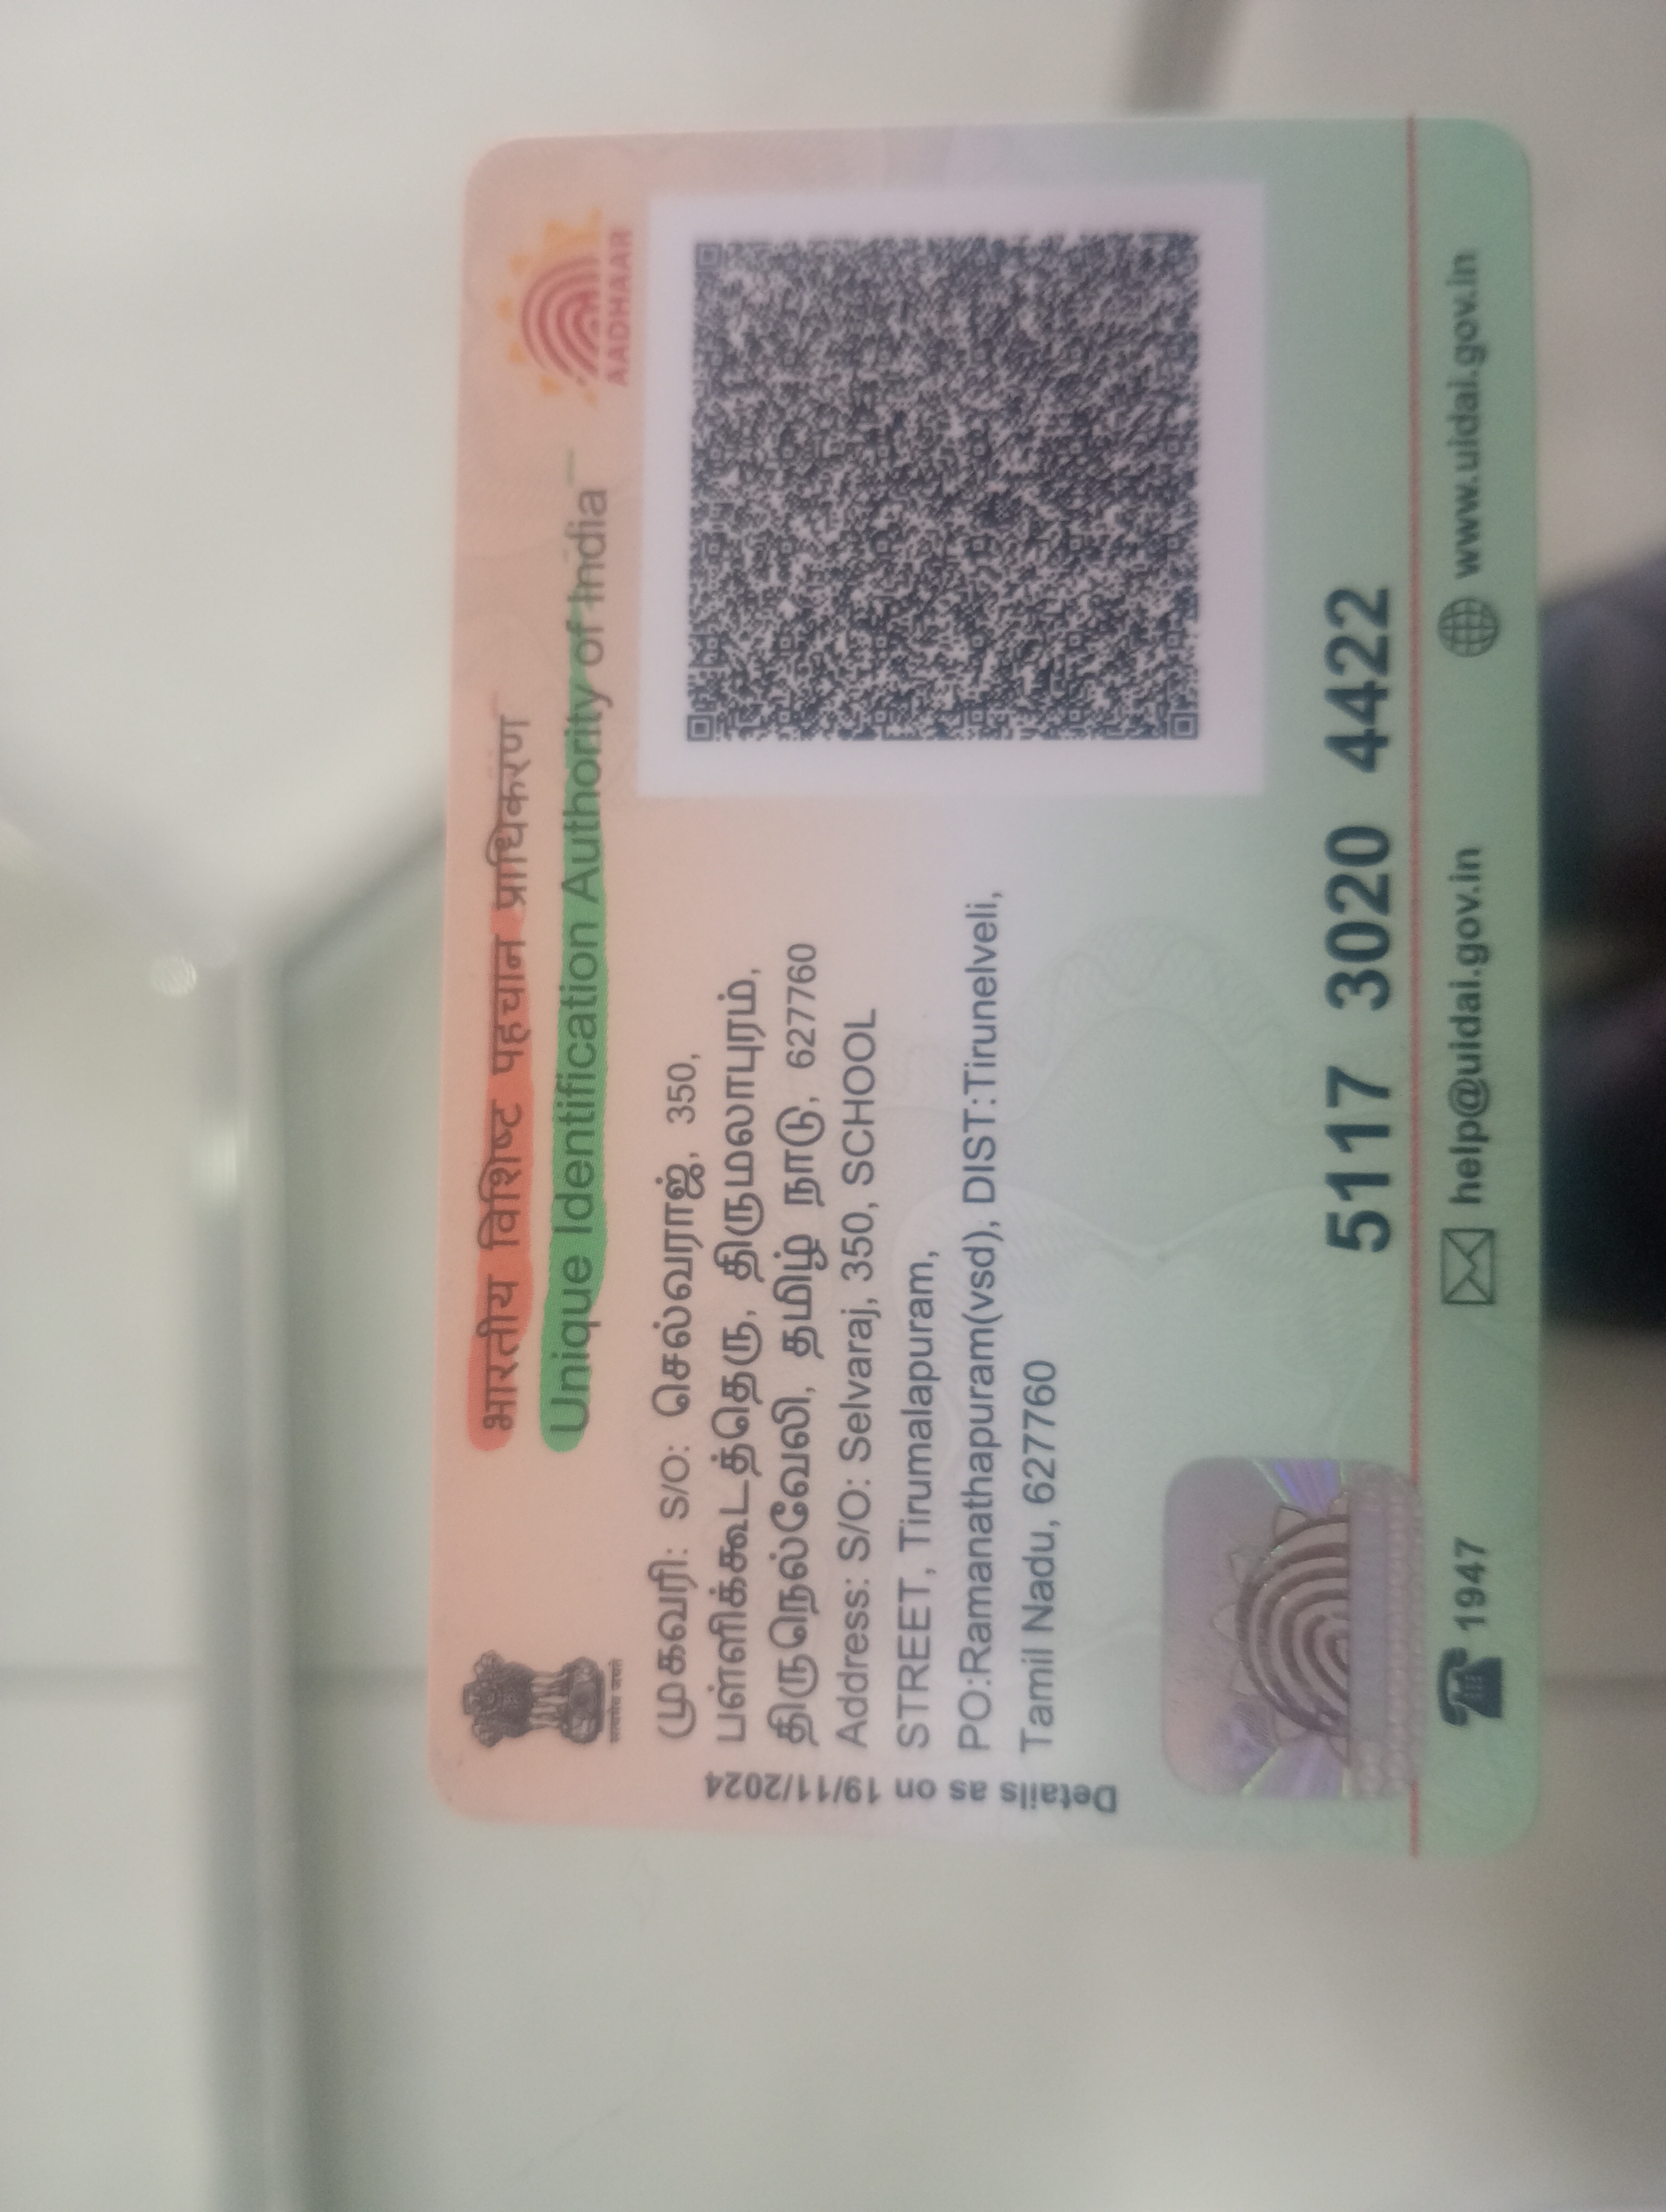 भारतीय विशिष्ट पहचान प्राधिकरण
Unique Identification Authority of India
AADHAAR
सत्यमेव जयते
Details as on 19/11/2024
முகவரி: S/O: செல்வராஜ், 350,
பள்ளிக்கூடத்தெரு, திருமலாபுரம்,
திருநெல்வேலி, தமிழ் நாடு, 627760
Address: S/O: Selvaraj, 350, SCHOOL
STREET, Tirumalapuram,
PO:Ramanathapuram(vsd), DIST:Tirunelveli,
Tamil Nadu, 627760
5117 3020 4422
1947
help@uidai.gov.in
www.uidai.gov.in